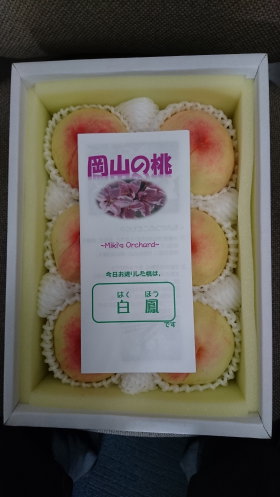 岡山の桃
~Miki's Orchard~
今日お送りした桃は、
はく ほう
白 鳳
です